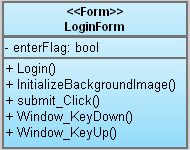 <<Form>>
LoginForm
- enterFlag: bool
+ Login()
+ InitializeBackgroundImage()
+ submit_Click()
+ Window_KeyDown()
+ Window_KeyUp()